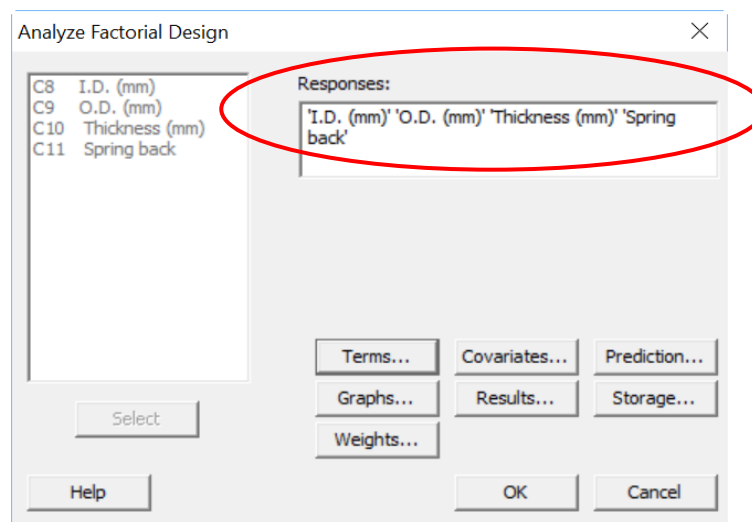 Analyze Factorial Design
C8 I.D. (mm)
C9 O.D. (mm)
C10 Thickness (mm)
C11 Spring back
Responses:
'I.D. (mm)' 'O.D. (mm)' 'Thickness (mm)' 'Spring
back'
Terms... Covariates... Prediction...
Select
Graphs... Results... Storage...
Weights...
Help OK Cancel